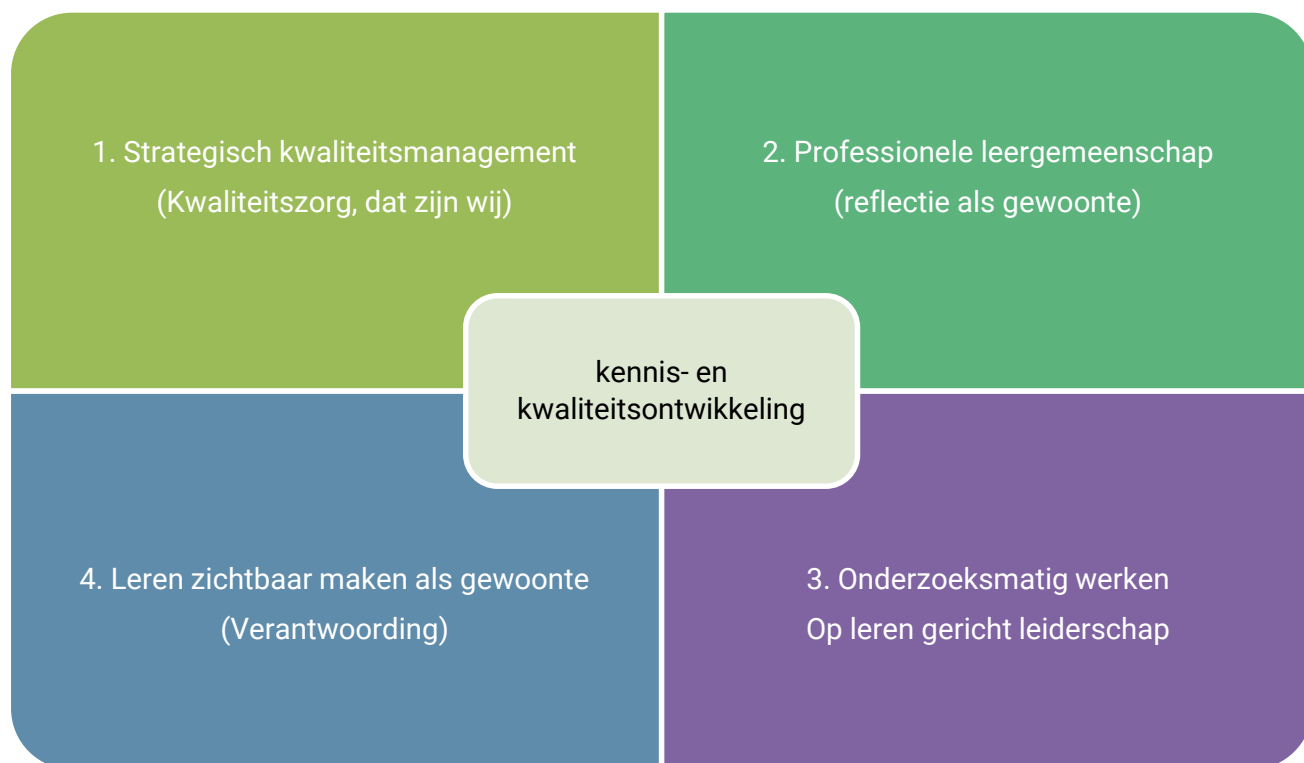 1. Strategisch kwaliteitsmanagement
(Kwaliteitszorg, dat zijn wij)
2. Professionele leergemeenschap
(reflectie als gewoonte)
kennis- en
kwaliteitsontwikkeling
4. Leren zichtbaar maken als gewoonte
(Verantwoording)
3. Onderzoeksmatig werken
Op leren gericht leiderschap